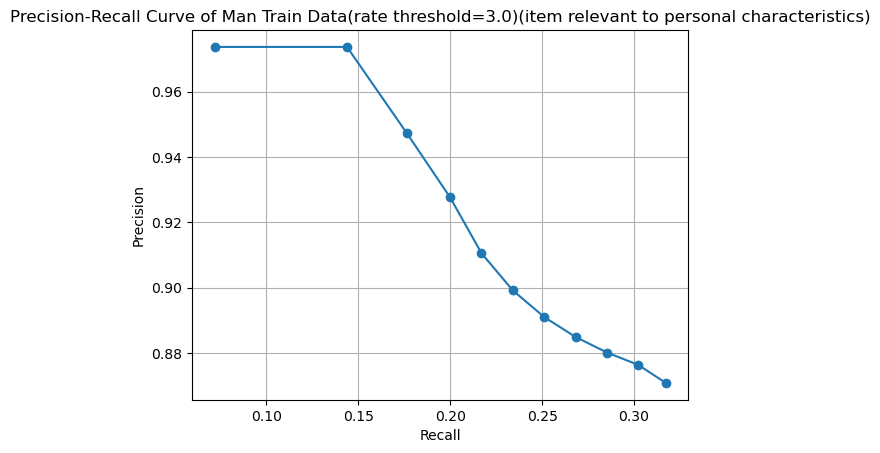 Precision-Recall Curve of Man Train Data(rate threshold=3.0)(item relevant to personal characteristics)
0.96
0.94
0.92
0.90
0.88
Precision
0.10 0.15 0.20 0.25 0.30
Recall